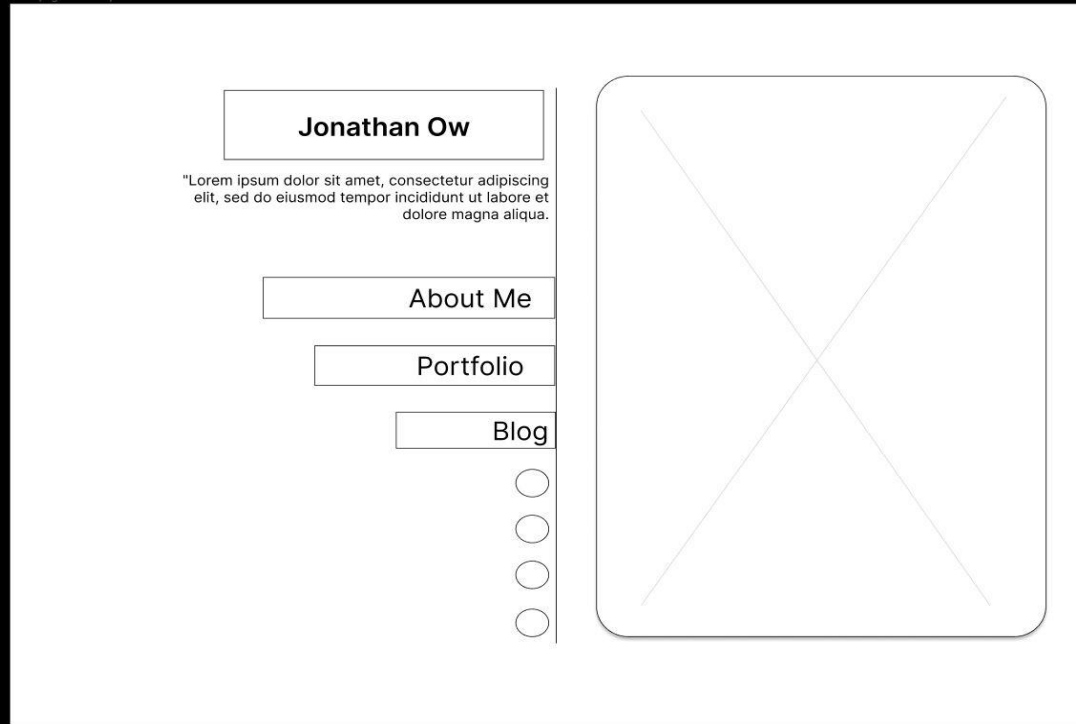 Jonathan Ow
"Lorem ipsum dolor sit amet, consectetur adipiscing
elit, sed do eiusmod tempor incididunt ut labore et
dolore magna aliqua.
About Me
Portfolio
Blog